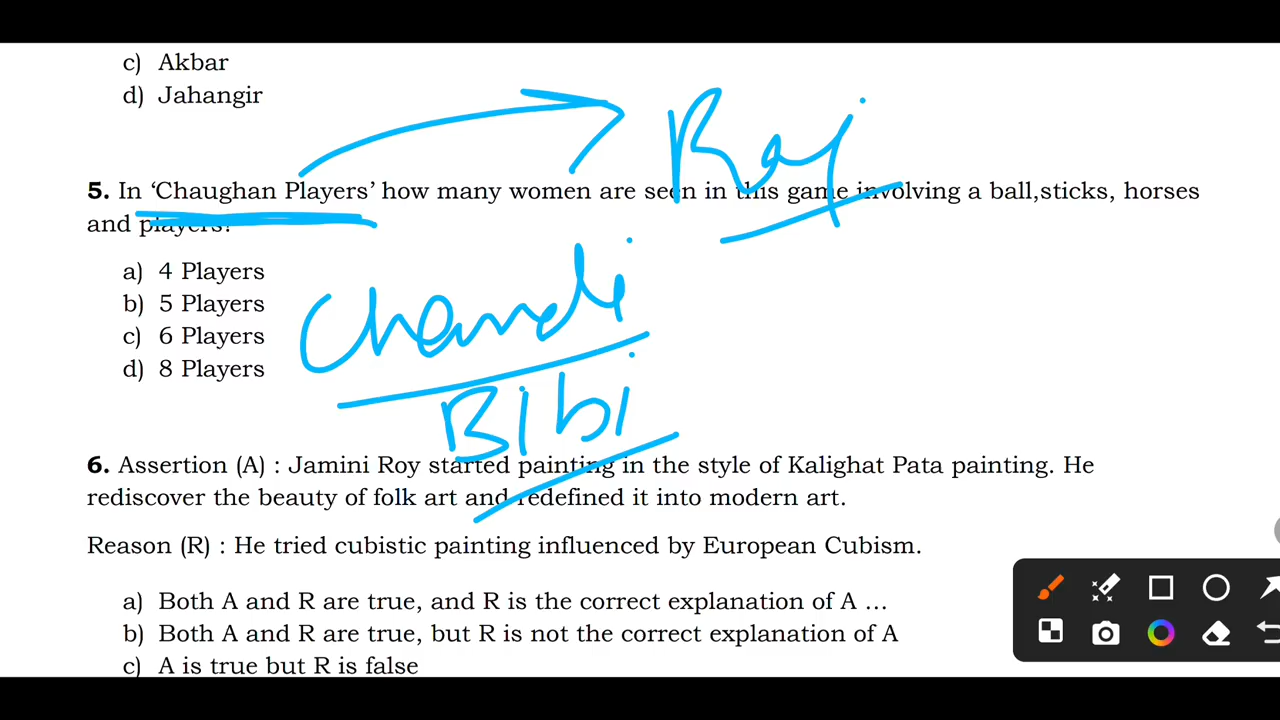 c) Akbar
d) Jahangir
Raj
5. In ‘Chaughan Players’ how many women are seen in this game involving a ball,sticks, horses
and players?
a) 4 Players
b) 5 Players
c) 6 Players
d) 8 Players
Chandi
Bibi
6. Assertion (A) : Jamini Roy started painting in the style of Kalighat Pata painting. He
rediscover the beauty of folk art and redefined it into modern art.
Reason (R) : He tried cubistic painting influenced by European Cubism.
a) Both A and R are true, and R is the correct explanation of A ...
b) Both A and R are true, but R is not the correct explanation of A
c) A is true but R is false